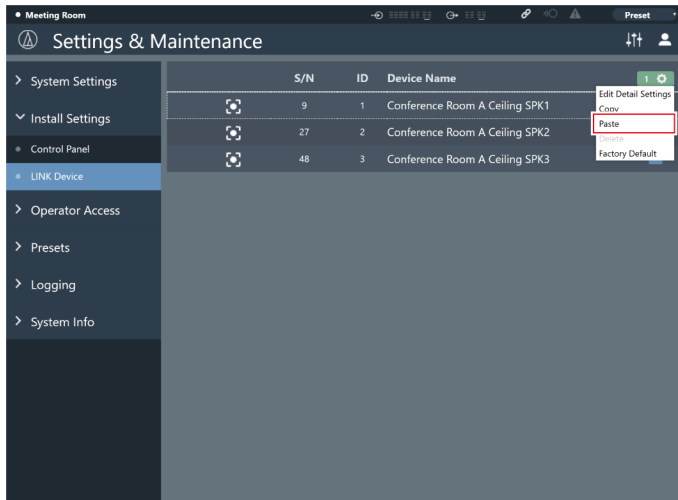 Meeting Room
Preset
Settings & Maintenance
System Settings
Install Settings
Control Panel
LINK Device
Operator Access
Presets
Logging
System Info
S/N ID Device Name 1
9 1 Conference Room A Ceiling SPK1
27 2 Conference Room A Ceiling SPK2
48 3 Conference Room A Ceiling SPK3
Edit Detail Settings
Copy
Paste
Delete
Factory Default